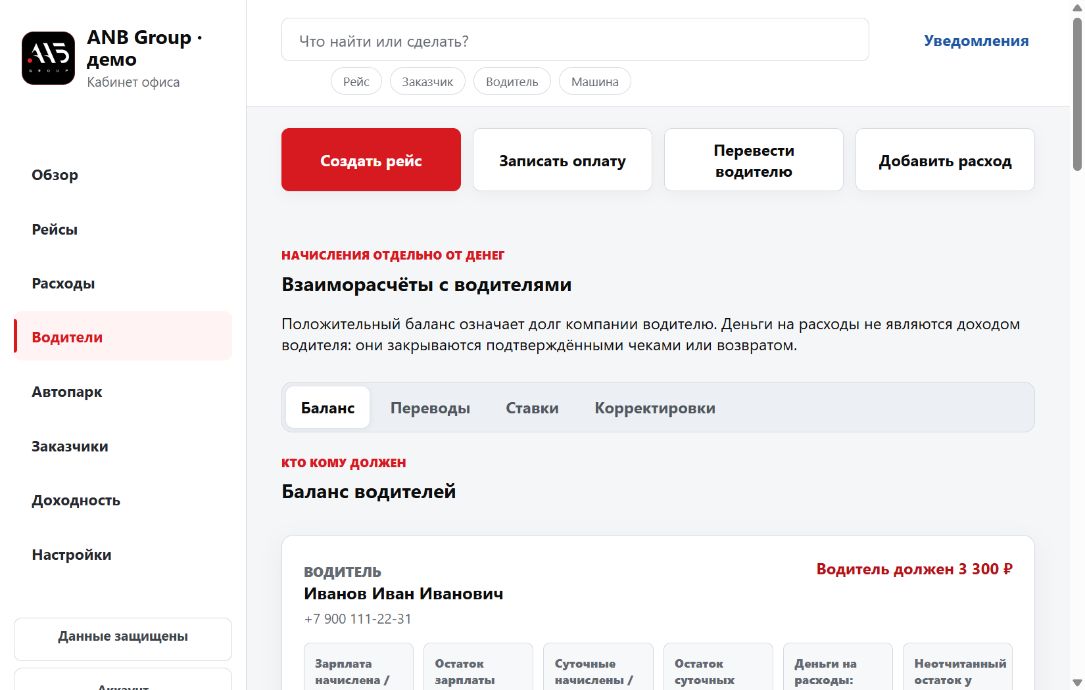 ANB Group ·
демо
Кабинет офиса
Обзор
Рейсы
Расходы
Водители
Автопарк
Заказчики
Доходность
Настройки
Данные защищены
Аккаунт
Что найти или сделать?
Уведомления
Рейс
Заказчик
Водитель
Машина
Создать рейс
Записать оплату
Перевести
водителю
Добавить расход
НАЧИСЛЕНИЯ ОТДЕЛЬНО ОТ ДЕНЕГ
Взаиморасчёты с водителями
Положительный баланс означает долг компании водителю. Деньги на расходы не являются доходом
водителя: они закрываются подтверждёнными чеками или возвратом.
Баланс
Переводы
Ставки
Корректировки
КТО КОМУ ДОЛЖЕН
Баланс водителей
ВОДИТЕЛЬ
Иванов Иван Иванович
+7 900 111-22-31
Водитель должен 3 300 ₽
Зарплата
начислена /
Остаток
зарплаты
Суточные
начислены /
Остаток
суточных
Деньги на
расходы:
Неотчитанный
остаток у